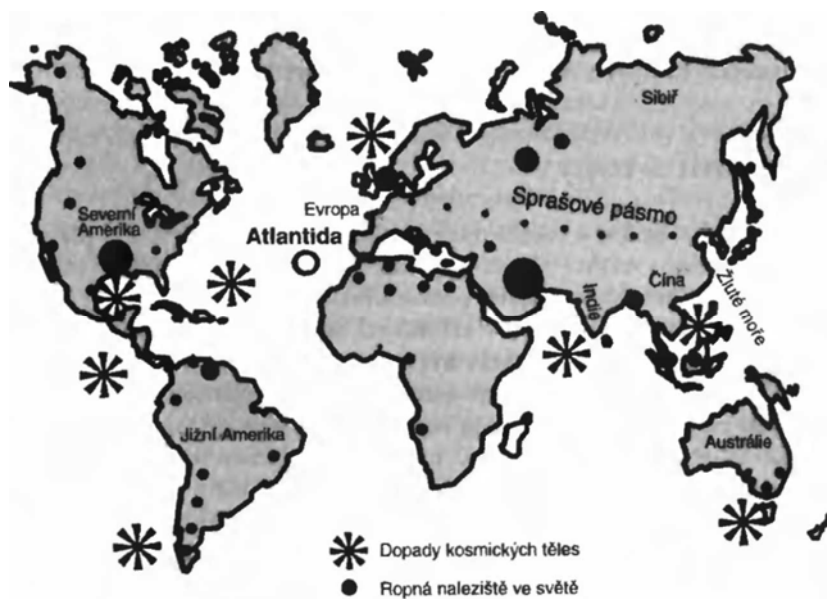 Sibiř
Evropa
Sprašové pásmo
Severní
Amerika
Atlantida
Čína
Indie
Žluté moře
Jižní Amerika
Austrálie
Dopady kosmických těles
Ropná naleziště ve světě